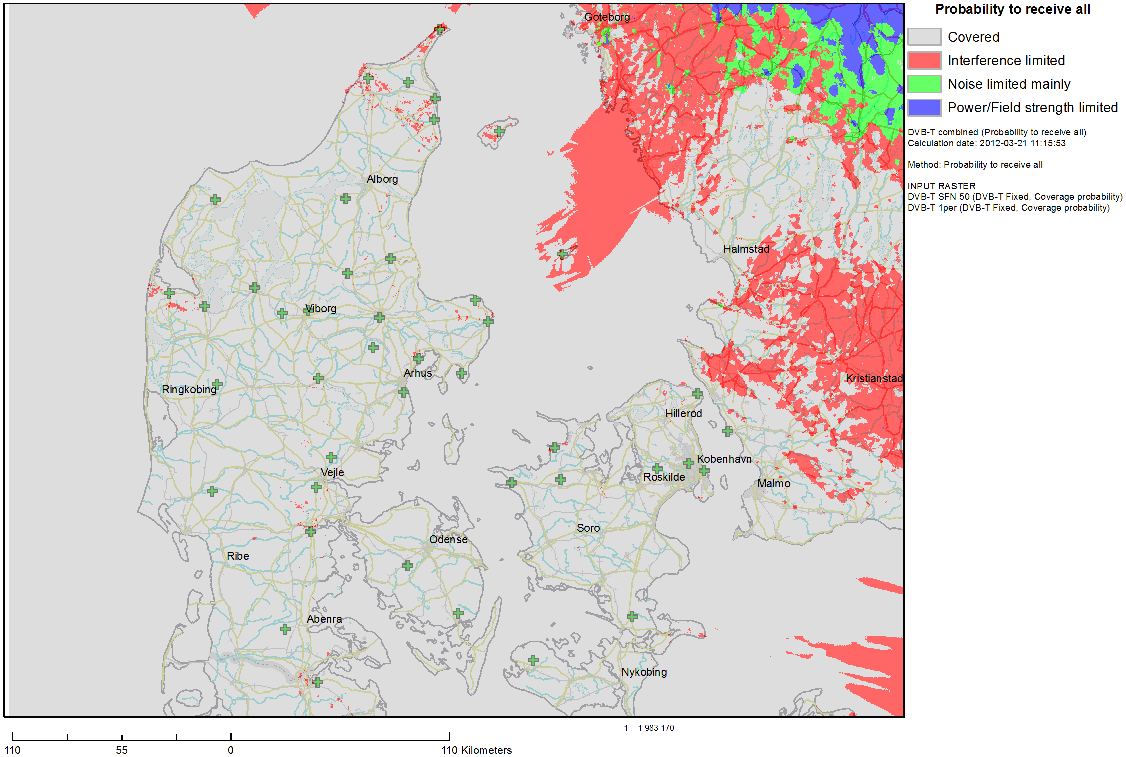 Probability to receive all
Covered
Interference limited
Noise limited mainly
Power/Field strength limited
DVB-T combined (Probability to receive all)
Calculation date: 2012-03-21 11:15:53
Method: Probability to receive all
INPUT RASTER
DVB-T SFN 50 (DVB-T Fixed, Coverage probability)
DVB-T 1per (DVB-T Fixed, Coverage probability)
Goteborg
Alborg
Halmstad
Viborg
Arhus
Ringkobing
Kristianstad
Hillerod
Kobenhavn
Vejle
Roskilde
Malmo
Soro
Odense
Ribe
Abenra
Nykobing
110 55 0 110 Kilometers